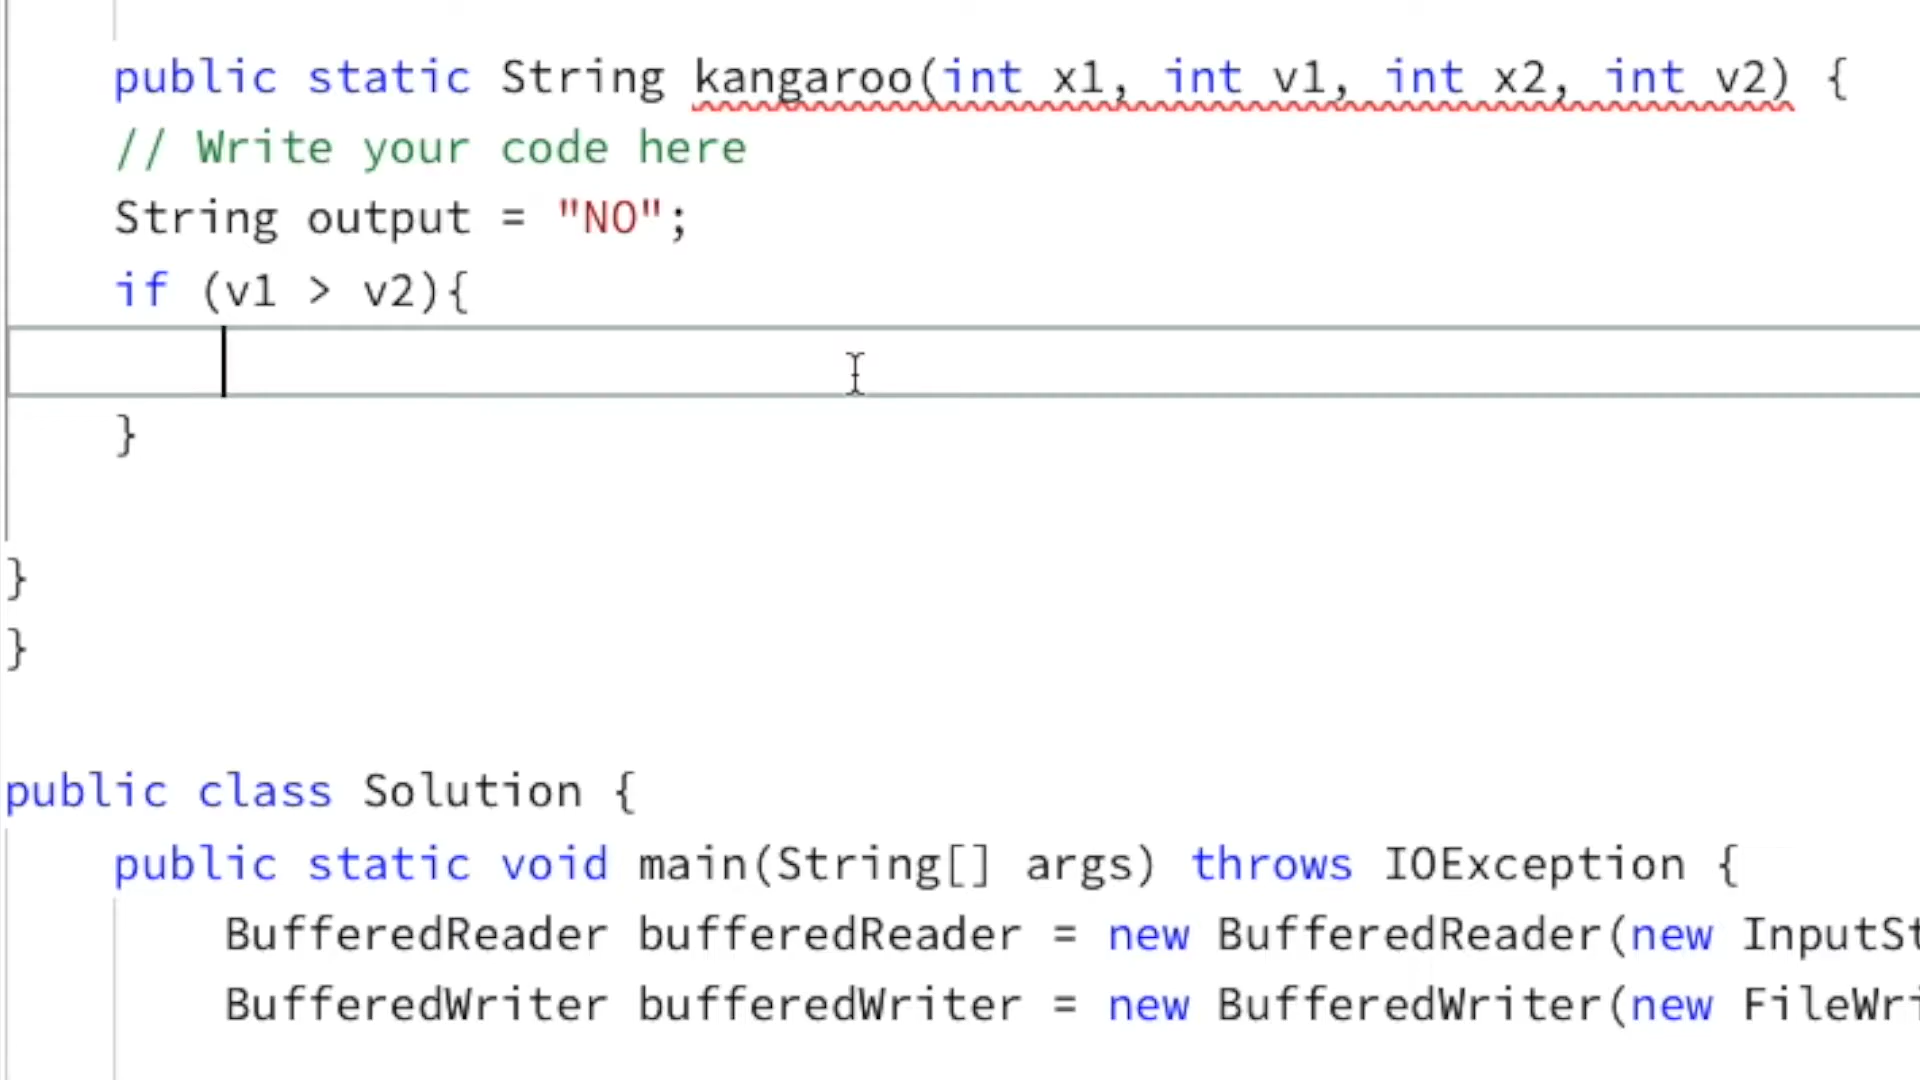 public static String kangaroo(int x1, int v1, int x2, int v2) {
// Write your code here
String output = "NO";
if (v1 > v2){
}
}
}
public class Solution {
public static void main(String[] args) throws IOException {
BufferedReader bufferedReader = new BufferedReader(new InputSt
BufferedWriter bufferedWriter = new BufferedWriter(new FileWri